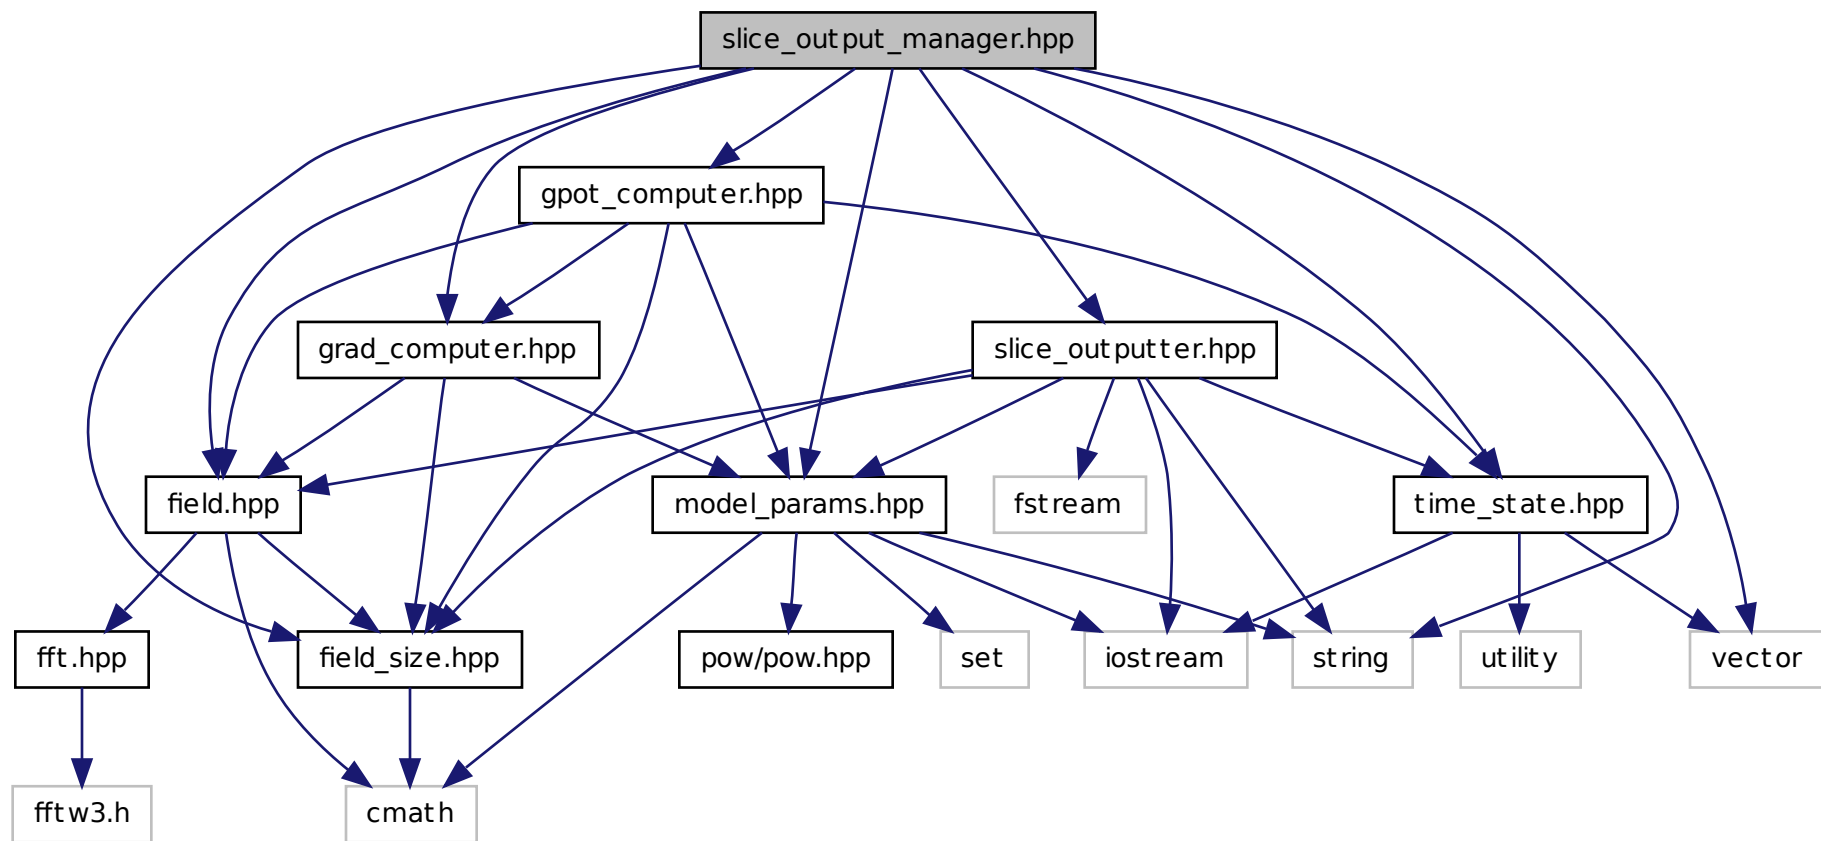 slice_output_manager.hpp
gpot_computer.hpp
grad_computer.hpp
slice_outputter.hpp
field.hpp
model_params.hpp
fstream
time_state.hpp
fft.hpp
field_size.hpp
pow/pow.hpp
set
iostream
string
utility
vector
fftw3.h
cmath